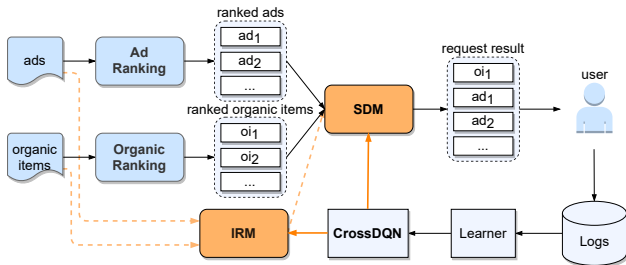 ranked ads
ads
Ad
Ranking
ad1
ad2
...
ranked organic items
organic
items
Organic
Ranking
oi1
oi2
...
SDM
request result
oi1
ad1
ad2
...
user
IRM
CrossDQN
Learner
Logs